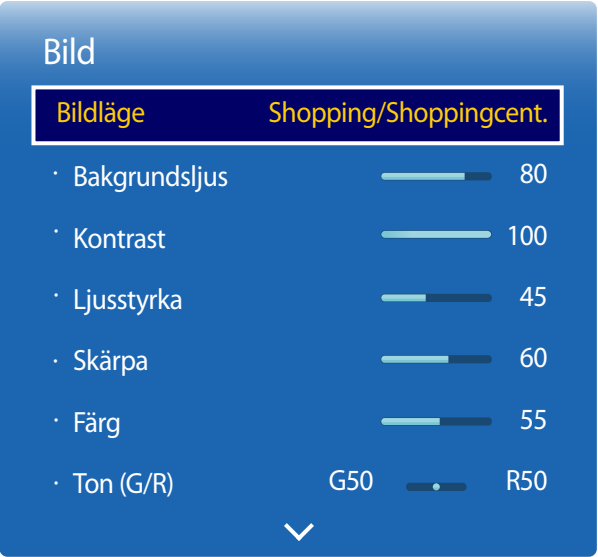 Bild
Bildläge Shopping/Shoppingcent.
· Bakgrundsljus 80
· Kontrast 100
· Ljusstyrka 45
· Skärpa 60
· Färg 55
· Ton (G/R) G50 R50